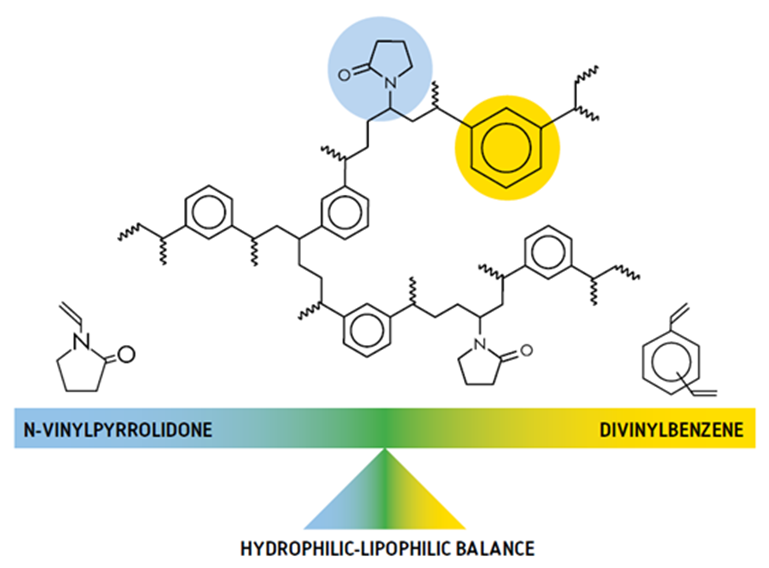 O
N
N
O
N
O
N-VINYLPYRROLIDONE
DIVINYLBENZENE
HYDROPHILIC-LIPOPHILIC BALANCE